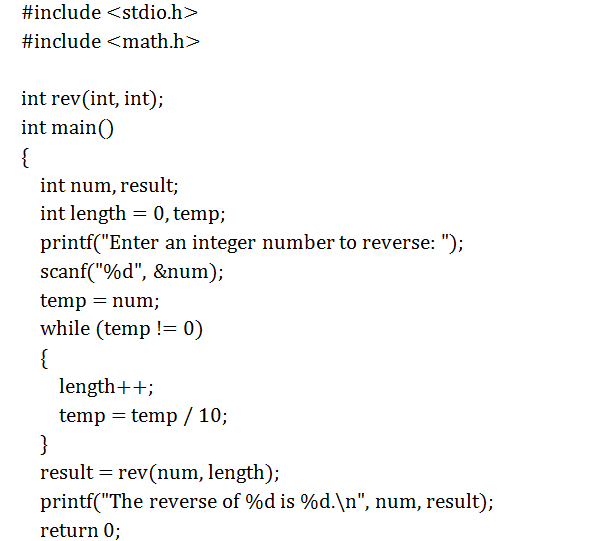 #include <stdio.h>
#include <math.h>
int rev(int, int);
int main()
{
int num, result;
int length = 0, temp;
printf("Enter an integer number to reverse: ");
scanf("%d", &num);
temp = num;
while (temp != 0)
{
length++;
temp = temp / 10;
}
result = rev(num, length);
printf("The reverse of %d is %d.\n", num, result);
return 0;